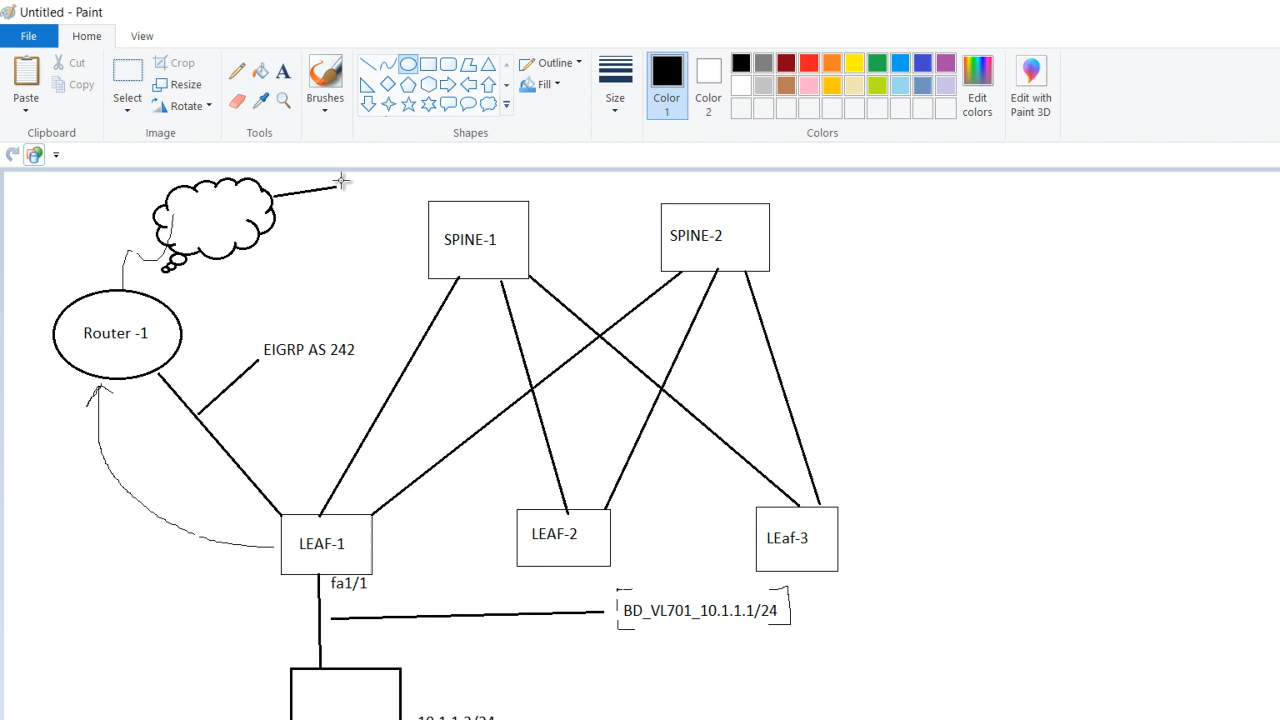 Untitled - Paint
File
Home
View
Paste
Cut
Copy
Clipboard
Select
Crop
Resize
Rotate
Image
A
Tools
Brushes
Shapes
Outline
Fill
Size
Color
1
Color
2
Edit
colors
Colors
Edit with
Paint 3D
SPINE-1
SPINE-2
Router -1
EIGRP AS 242
LEAF-1
LEAF-2
LEaf-3
fa1/1
BD_VL701_10.1.1.1/24